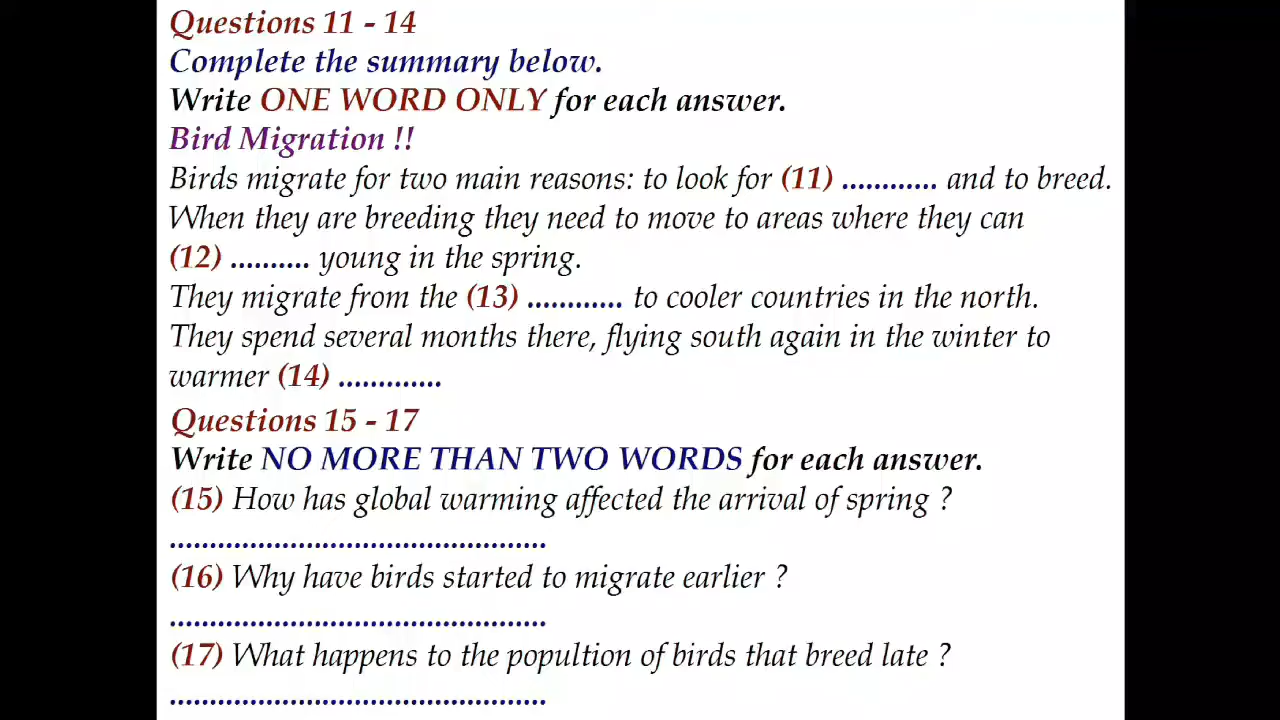 Questions 11 - 14
Complete the summary below.
Write ONE WORD ONLY for each answer.
Bird Migration !!
Birds migrate for two main reasons: to look for (11) ............ and to breed.
When they are breeding they need to move to areas where they can
(12) .......... young in the spring.
They migrate from the (13) ............ to cooler countries in the north.
They spend several months there, flying south again in the winter to
warmer (14) .............
Questions 15 - 17
Write NO MORE THAN TWO WORDS for each answer.
(15) How has global warming affected the arrival of spring ?
...............................................
(16) Why have birds started to migrate earlier ?
...............................................
(17) What happens to the popultion of birds that breed late ?
...............................................